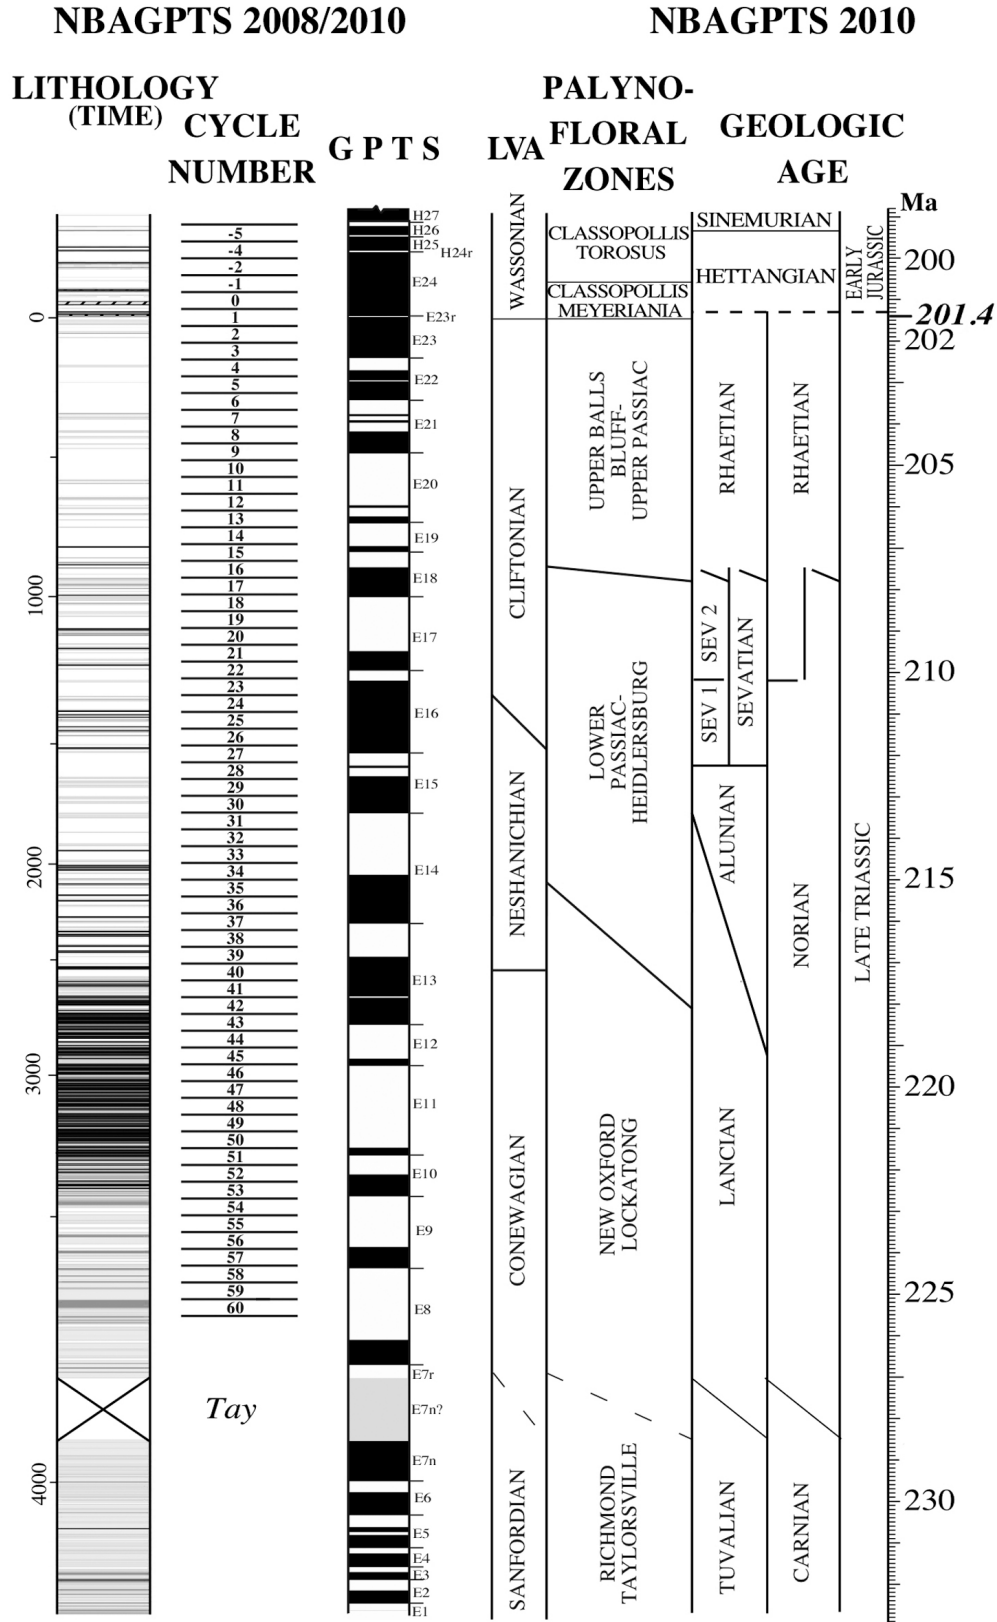 NBAGPTS 2008/2010
NBAGPTS 2010
LITHOLOGY
(TIME)
CYCLE
NUMBER
G P T S
LVA
PALYNO-
FLORAL
ZONES
GEOLOGIC
AGE
Ma
0
1000
2000
3000
4000
-5
-4
-2
-1
0
1
2
3
4
5
6
7
8
9
10
11
12
13
14
15
16
17
18
19
20
21
22
23
24
25
26
27
28
29
30
31
32
33
34
35
36
37
38
39
40
41
42
43
44
45
46
47
48
49
50
51
52
53
54
55
56
57
58
59
60
Tay
H27
H26
H25
H24r
E24
E23r
E23
E22
E21
E20
E19
E18
E17
E16
E15
E14
E13
E12
E11
E10
E9
E8
E7r
E7n?
E7n
E6
E5
E4
E3
E2
E1
WASSONIAN
CLIFTONIAN
NESHANICHIAN
CONEWAGIAN
SANFORDIAN
CLASSOPOLLIS
TOROSUS
CLASSOPOLLIS
MEYERIANIA
UPPER BALLS
BLUFF-
UPPER PASSIAC
LOWER
PASSIAC-
HEIDLERSBURG
NEW OXFORD
LOCKATONG
RICHMOND
TAYLORSVILLE
SINEMURIAN
HETTANGIAN
RHAETIAN
RHAETIAN
SEV 2
SEV 1
SEVATIAN
ALUNIAN
LANCIAN
TUVALIAN
NORIAN
CARNIAN
EARLY
JURASSIC
LATE TRIASSIC
200
201.4
202
205
210
215
220
225
230